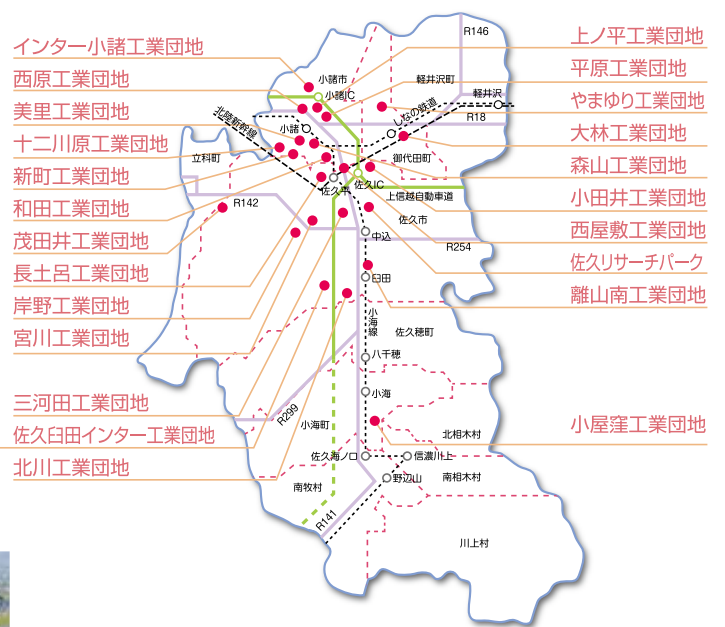 インター小諸工業団地
西原工業団地
美里工業団地
十二川原工業団地
新町工業団地
和田工業団地
茂田井工業団地
長土呂工業団地
岸野工業団地
宮川工業団地
三河田工業団地
佐久臼田インター工業団地
北川工業団地
上ノ平工業団地
平原工業団地
やまゆり工業団地
大林工業団地
森山工業団地
小田井工業団地
西屋敷工業団地
佐久リサーチパーク
離山南工業団地
小屋窪工業団地
R146
小諸市
小諸IC
軽井沢町
軽井沢
しなの鉄道
R18
北陸新幹線
小諸
立科町
御代田町
佐久平
佐久IC
上信越自動車道
R142
佐久市
中込
R254
臼田
小海線
佐久穂町
八千穂
小海
R299
小海町
北相木村
佐久海ノ口
信濃川上
南牧村
野辺山
南相木村
R141
川上村